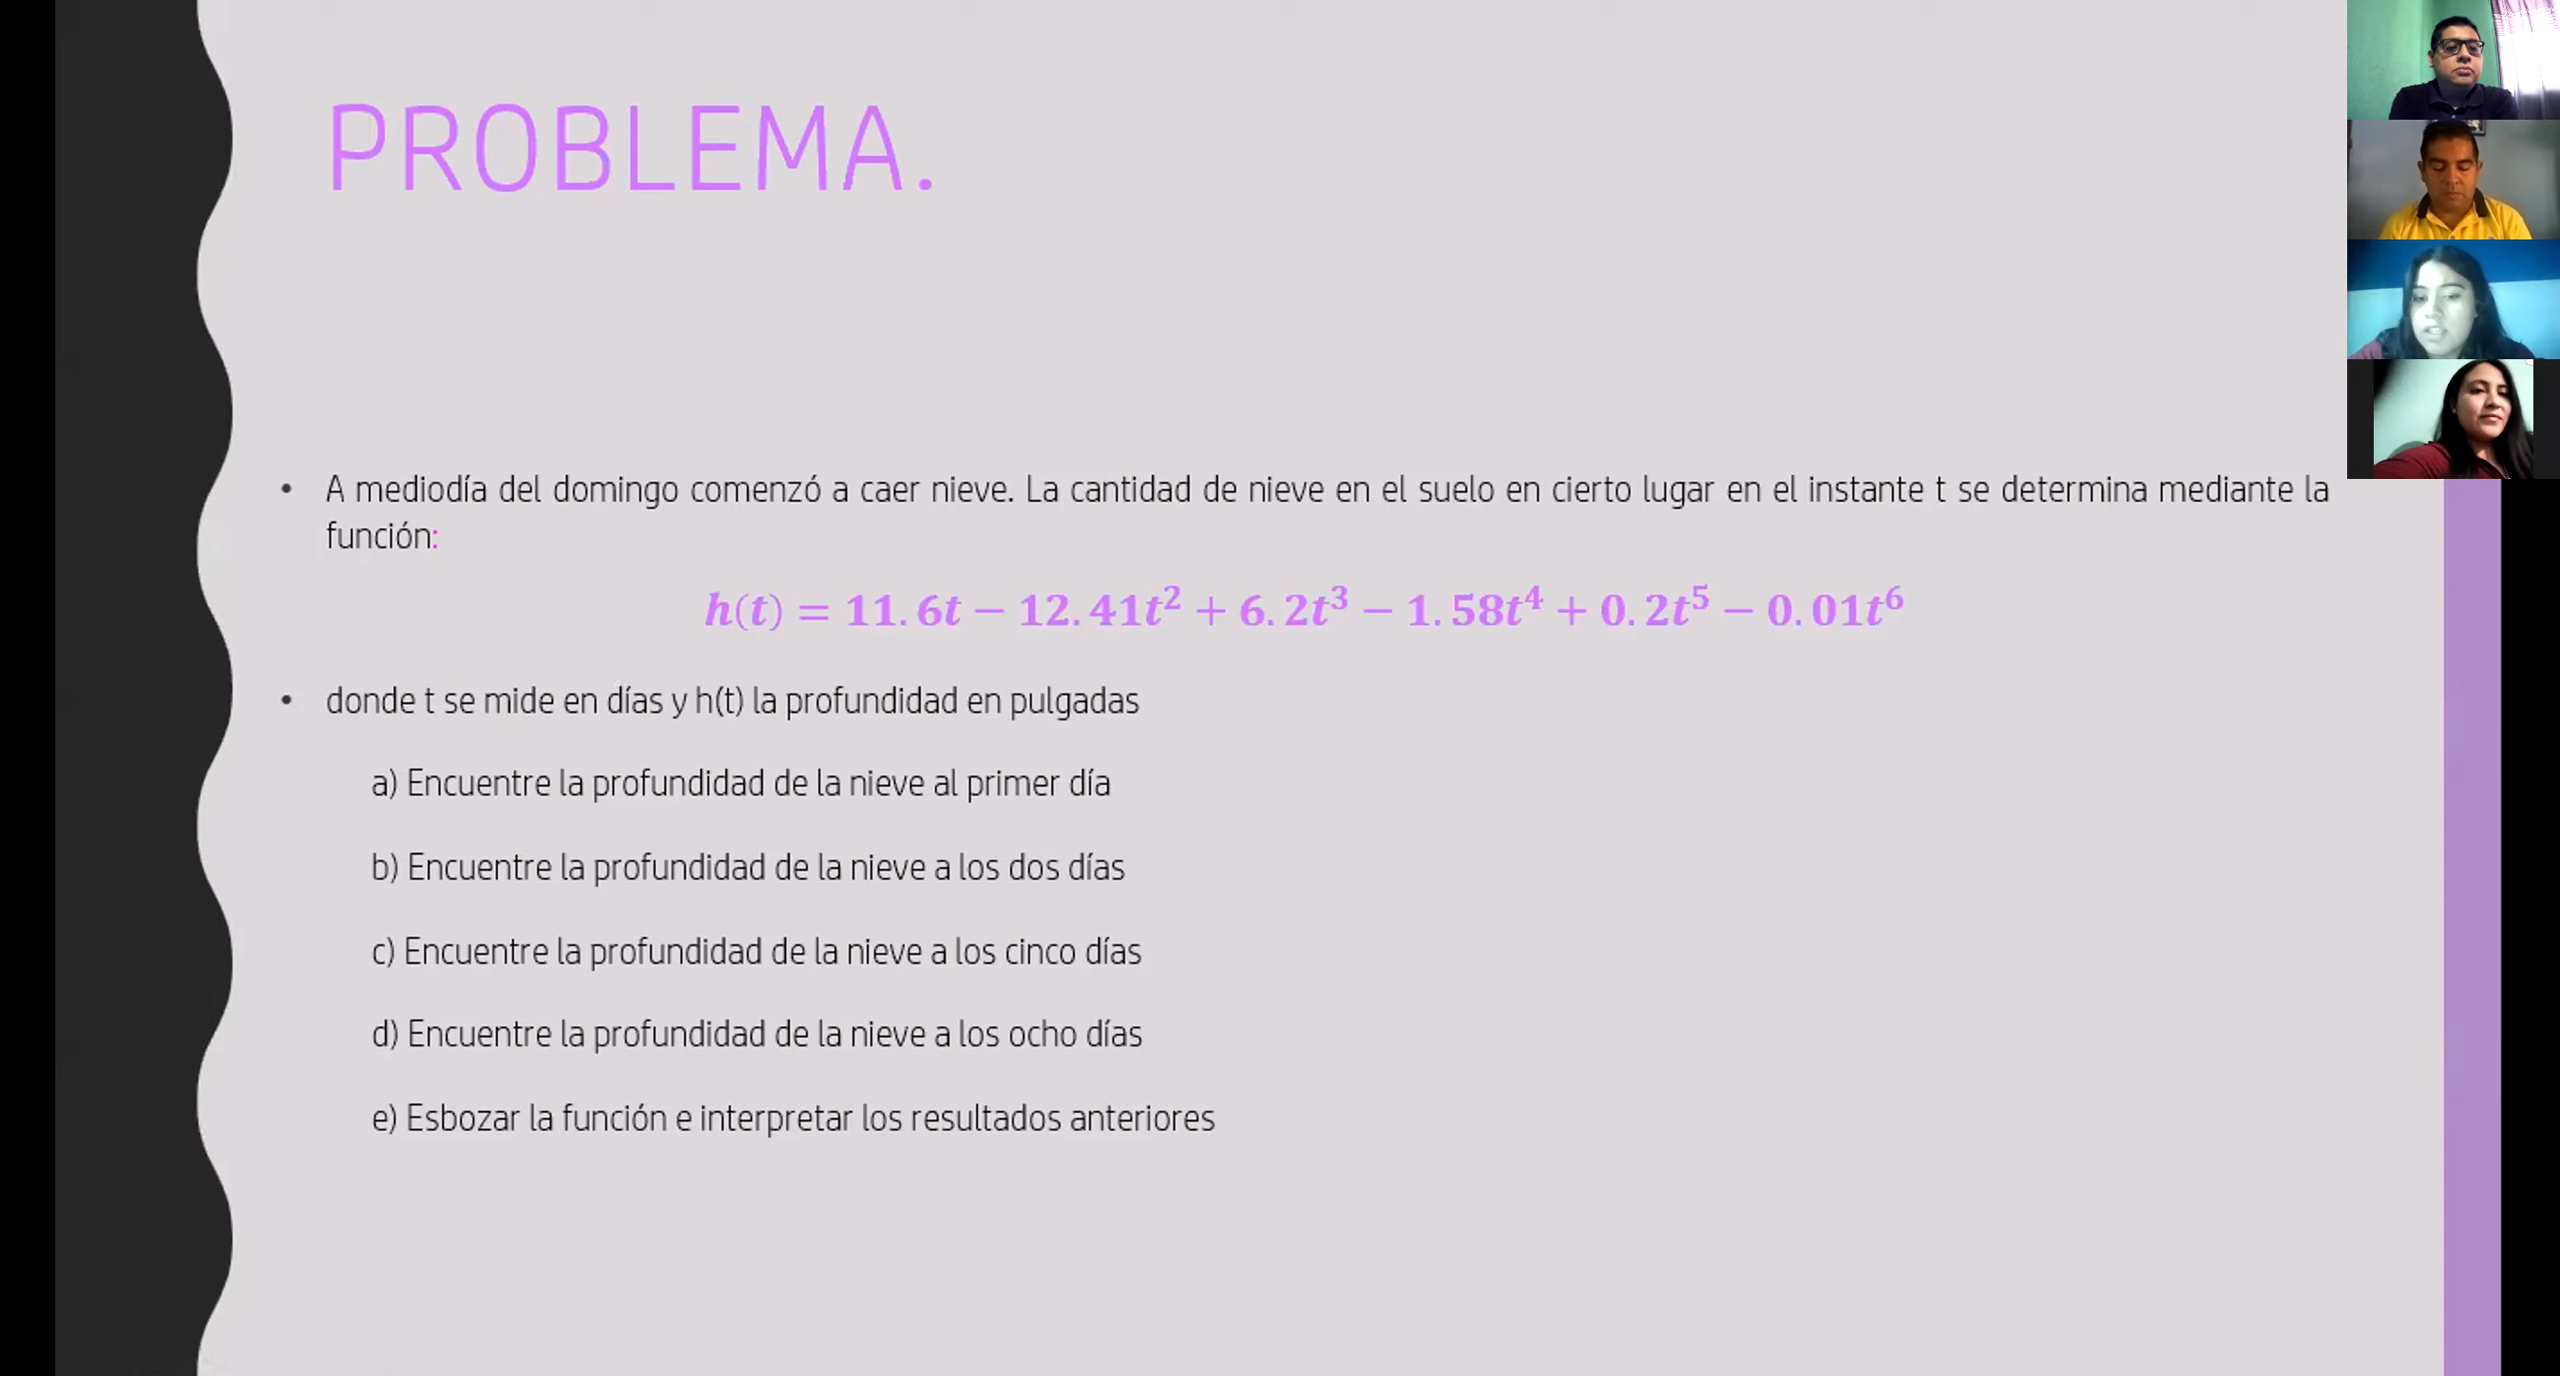 PROBLEMA.
• A mediodía del domingo comenzó a caer nieve. La cantidad de nieve en el suelo en cierto lugar en el instante t se determina mediante la
función:
h(t) = 11.6t − 12.41t² + 6.2t³ − 1.58t⁴ + 0.2t⁵ − 0.01t⁶
• donde t se mide en días y h(t) la profundidad en pulgadas
a) Encuentre la profundidad de la nieve al primer día
b) Encuentre la profundidad de la nieve a los dos días
c) Encuentre la profundidad de la nieve a los cinco días
d) Encuentre la profundidad de la nieve a los ocho días
e) Esbozar la función e interpretar los resultados anteriores